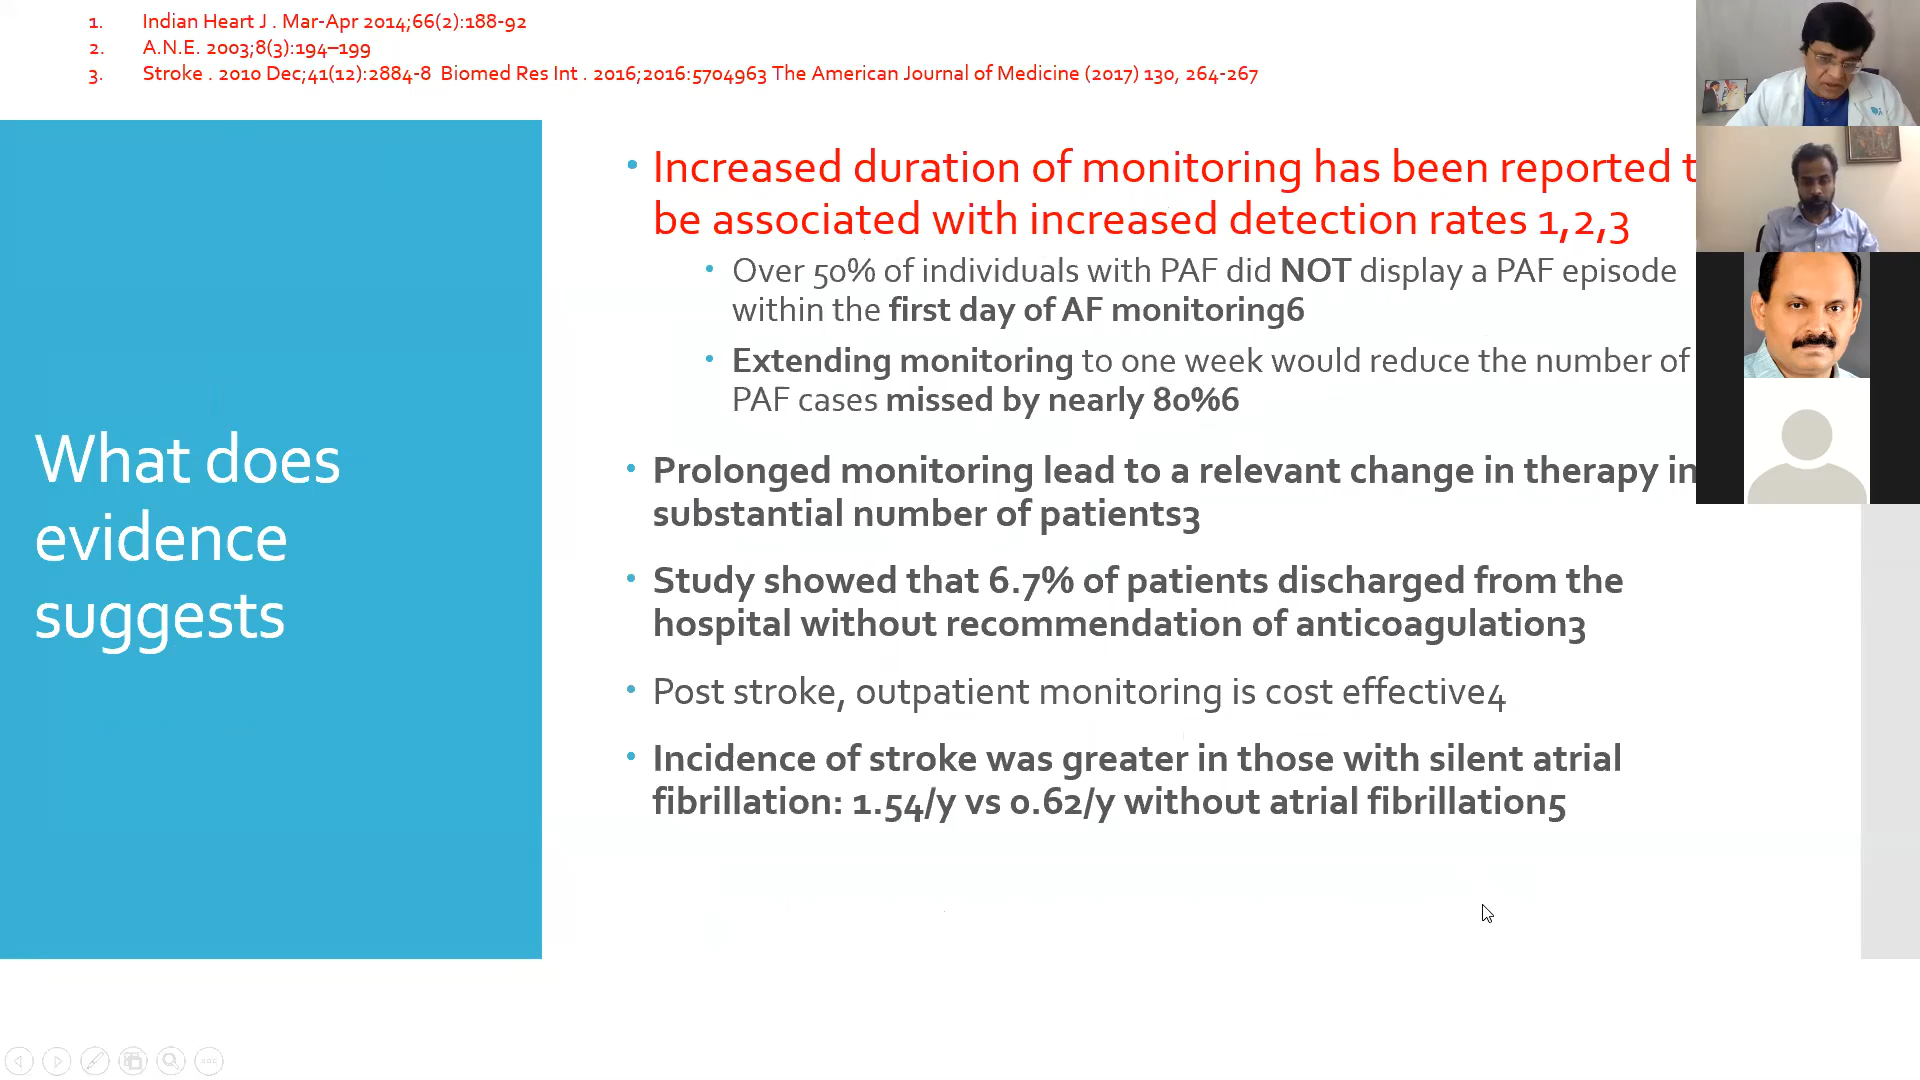 1. Indian Heart J . Mar-Apr 2014;66(2):188-92
2. A.N.E. 2003;8(3):194–199
3. Stroke . 2010 Dec;41(12):2884-8 Biomed Res Int . 2016;2016:5704963 The American Journal of Medicine (2017) 130, 264-267
What does
evidence
suggests
• Increased duration of monitoring has been reported t
be associated with increased detection rates 1,2,3
• Over 50% of individuals with PAF did NOT display a PAF episode
within the first day of AF monitoring6
• Extending monitoring to one week would reduce the number of
PAF cases missed by nearly 80%6
• Prolonged monitoring lead to a relevant change in therapy in
substantial number of patients3
• Study showed that 6.7% of patients discharged from the
hospital without recommendation of anticoagulation3
• Post stroke, outpatient monitoring is cost effective4
• Incidence of stroke was greater in those with silent atrial
fibrillation: 1.54/y vs 0.62/y without atrial fibrillation5